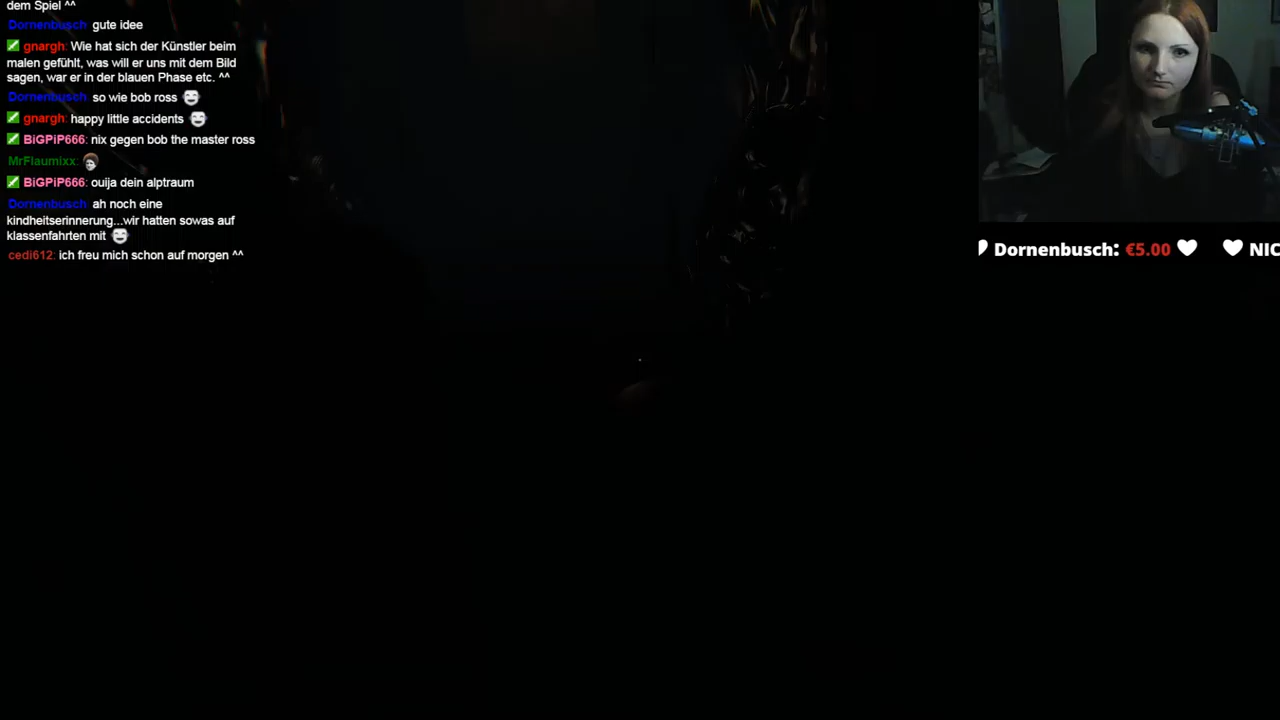 dem Spiel ^^
Dornenbusch gute idee
gnargh: Wie hat sich der Künstler beim
malen gefühlt, was will er uns mit dem Bild
sagen, war er in der blauen Phase etc. ^^
Dornenbusch so wie bob ross
gnargh: happy little accidents
BiGPiP666: nix gegen bob the master ross
MrFlaumixx:
BiGPiP666: ouija dein alptraum
Dornenbusch ah noch eine
kindheitserinnerung...wir hatten sowas auf
klassenfahrten mit
cedi612: ich freu mich schon auf morgen ^^
Dornenbusch: €5.00 NIC